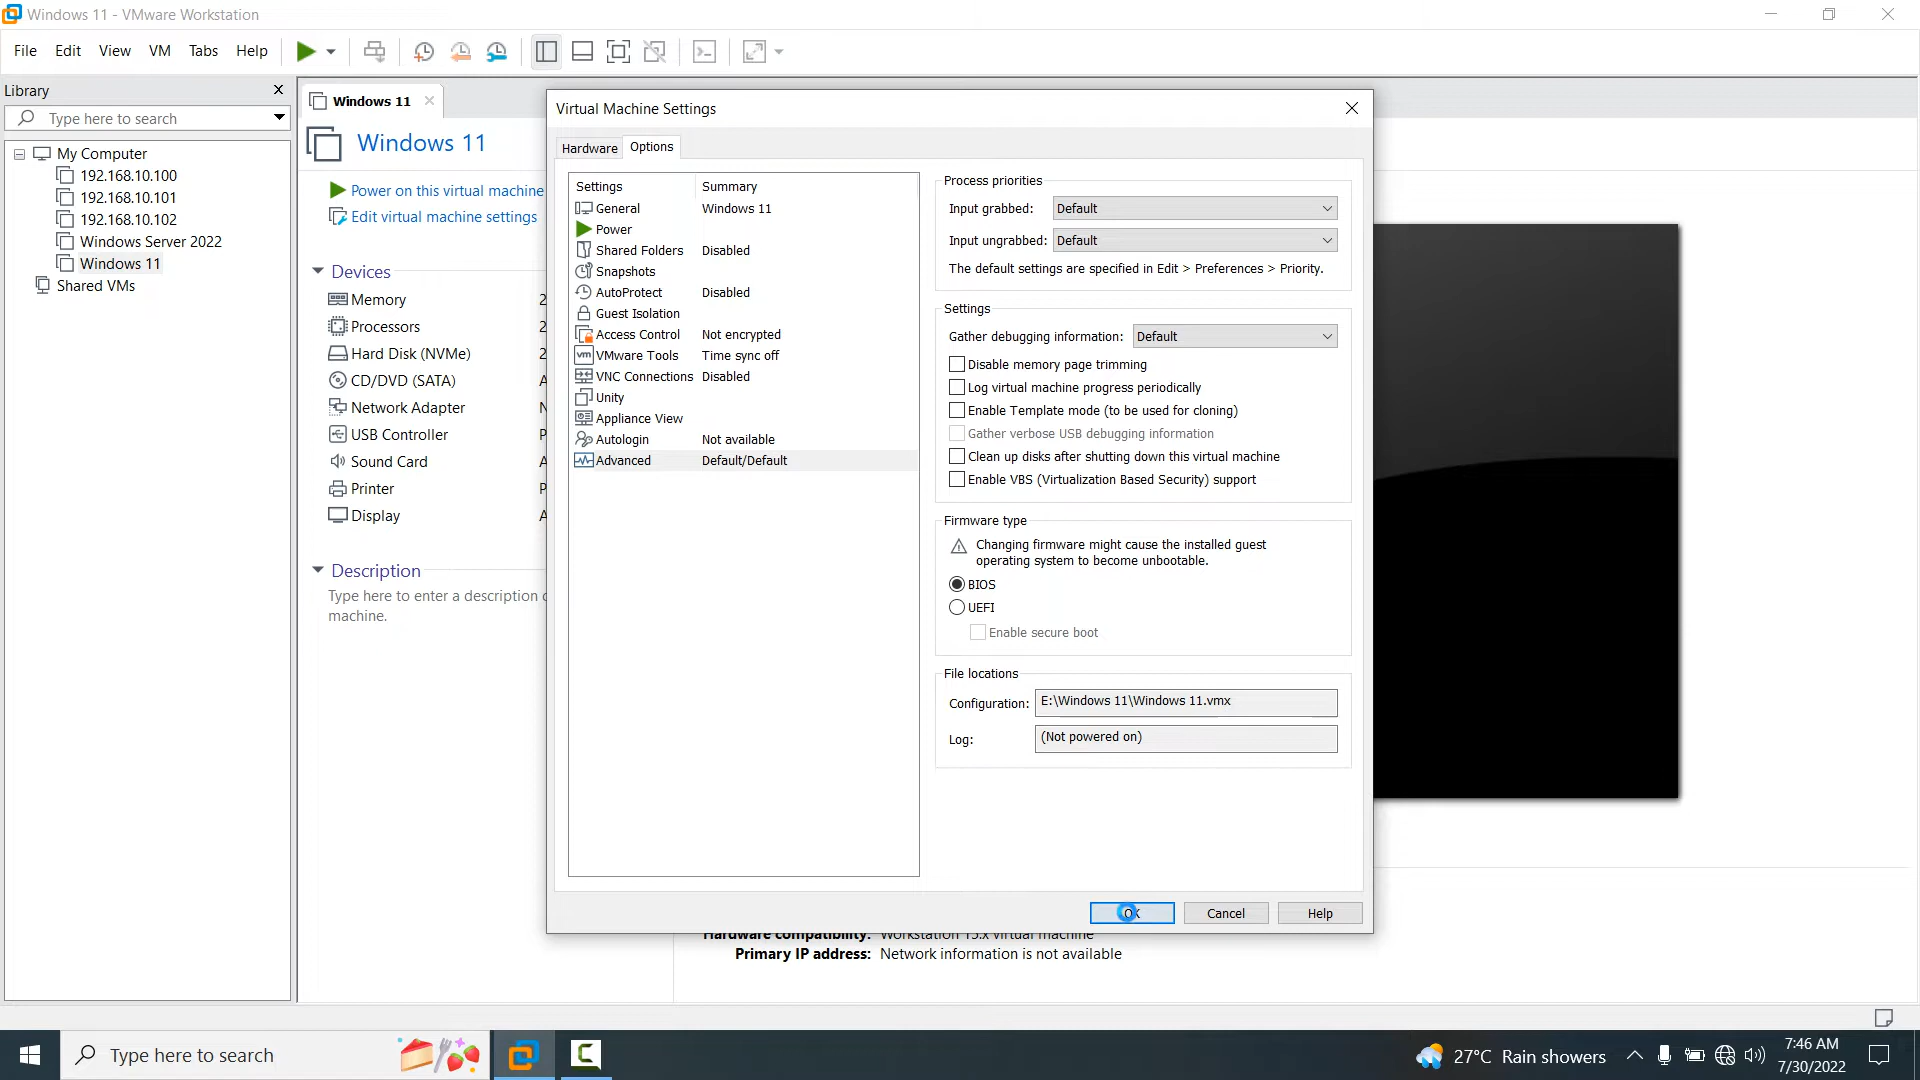 Windows 11 - VMware Workstation
File Edit View VM Tabs Help
Library
Type here to search
My Computer
192.168.10.100
192.168.10.101
192.168.10.102
Windows Server 2022
Windows 11
Shared VMs
Windows 11
Windows 11
Power on this virtual machine
Edit virtual machine settings
Devices
Memory 2
Processors 2
Hard Disk (NVMe) 2
CD/DVD (SATA) A
Network Adapter N
USB Controller P
Sound Card A
Printer P
Display A
Description
Type here to enter a description
machine.
Virtual Machine Settings
Hardware Options
Settings Summary
General Windows 11
Power
Shared Folders Disabled
Snapshots
AutoProtect Disabled
Guest Isolation
Access Control Not encrypted
VMware Tools Time sync off
vm
VNC Connections Disabled
Unity
Appliance View
Autologin Not available
Advanced Default/Default
Process priorities
Input grabbed: Default
Input ungrabbed: Default
The default settings are specified in Edit > Preferences > Priority.
Settings
Gather debugging information: Default
Disable memory page trimming
Log virtual machine progress periodically
Enable Template mode (to be used for cloning)
Gather verbose USB debugging information
Clean up disks after shutting down this virtual machine
Enable VBS (Virtualization Based Security) support
Firmware type
Changing firmware might cause the installed guest
operating system to become unbootable.
BIOS
UEFI
Enable secure boot
File locations
Configuration: E:\Windows 11\Windows 11.vmx
Log: (Not powered on)
OK Cancel Help
Hardware compatibility: Workstation 15.x virtual machine
Primary IP address: Network information is not available
Type here to search
27°C Rain showers
7:46 AM
7/30/2022